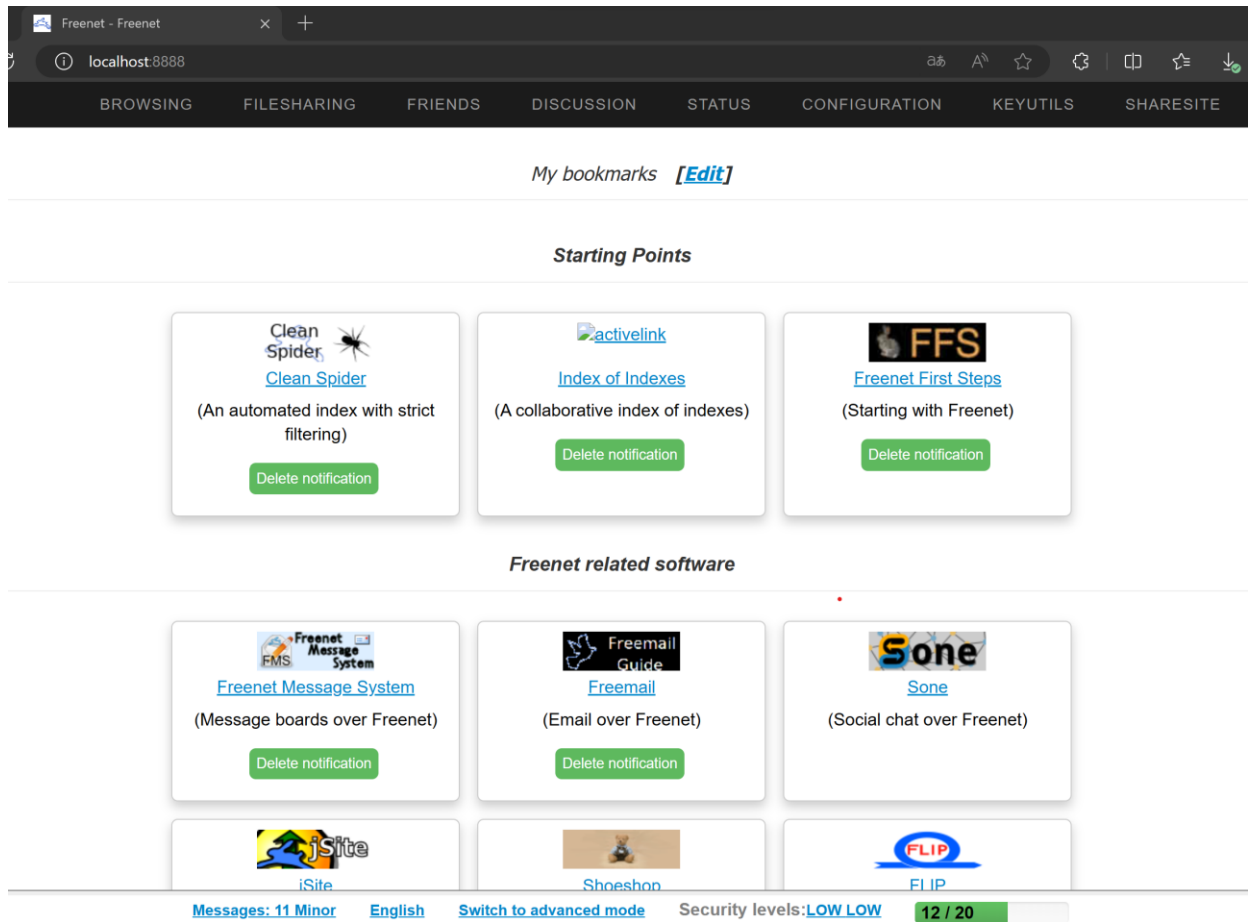 Freenet - Freenet
localhost:8888
BROWSING FILESHARING FRIENDS DISCUSSION STATUS CONFIGURATION KEYUTILS SHARESITE
My bookmarks [Edit]
Starting Points
Clean
Spider
Clean Spider
(An automated index with strict
filtering)
Delete notification
activelink
Index of Indexes
(A collaborative index of indexes)
Delete notification
FFS
Freenet First Steps
(Starting with Freenet)
Delete notification
Freenet related software
Freenet
Message
System
FMS
Freenet Message System
(Message boards over Freenet)
Delete notification
Freemail
Guide
Freemail
(Email over Freenet)
Delete notification
Sone
Sone
(Social chat over Freenet)
jSite
jSite
Shoeshop
FLIP
FLIP
Messages: 11 Minor English Switch to advanced mode Security levels:LOW LOW 12 / 20